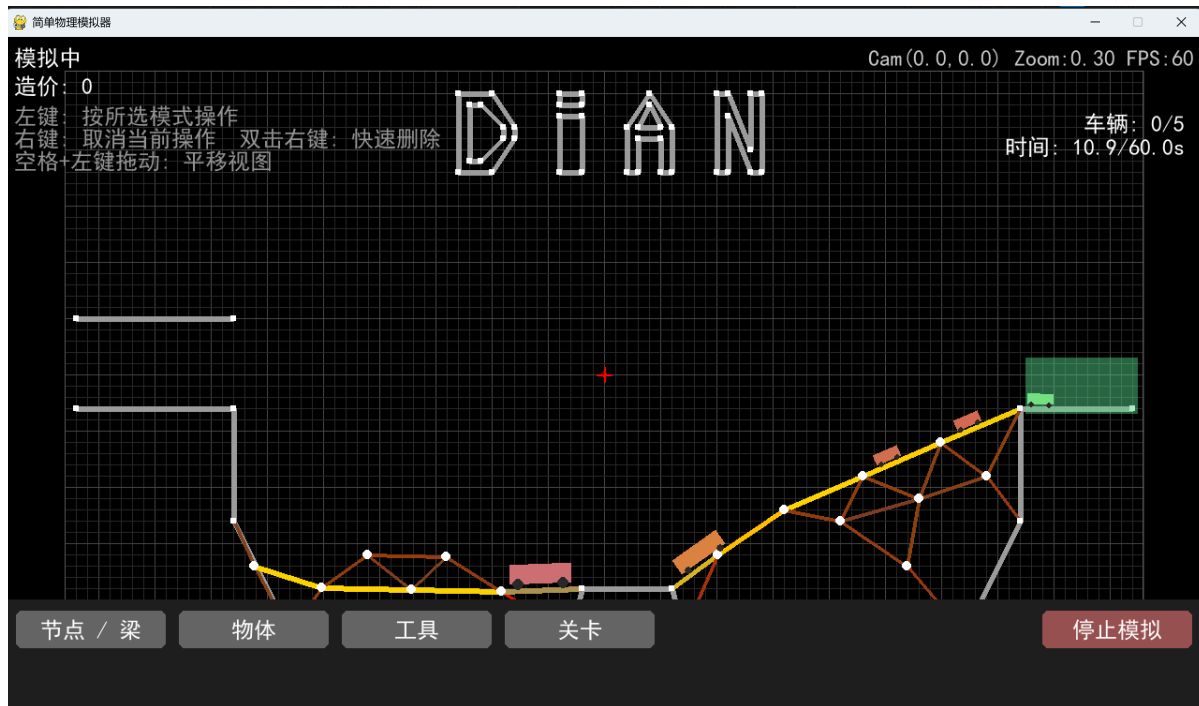 简单物理模拟器
模拟中
Cam(0.0,0.0) Zoom:0.30 FPS:60
造价: 0
左键: 按所选模式操作
右键: 取消当前操作 双击右键: 快速删除
空格+左键拖动: 平移视图
DiAN
车辆: 0/5
时间: 10.9/60.0s
节点 / 梁
物体
工具
关卡
停止模拟